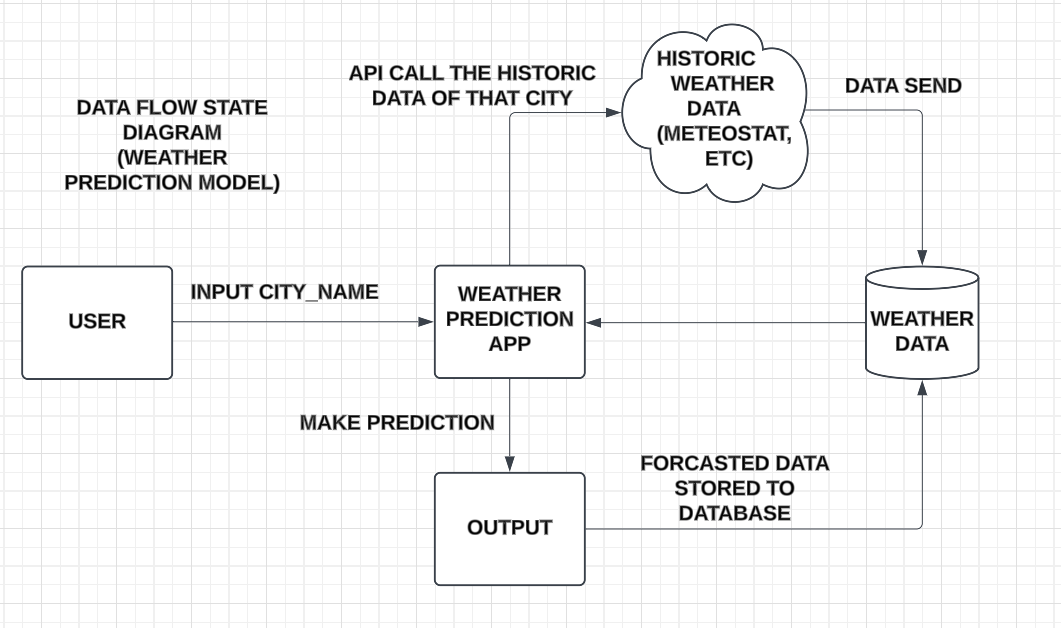 DATA FLOW STATE
DIAGRAM
(WEATHER
PREDICTION MODEL)
API CALL THE HISTORIC
DATA OF THAT CITY
HISTORIC
WEATHER
DATA
(METEOSTAT,
ETC)
DATA SEND
USER
INPUT CITY_NAME
WEATHER
PREDICTION
APP
WEATHER
DATA
MAKE PREDICTION
OUTPUT
FORCASTED DATA
STORED TO
DATABASE